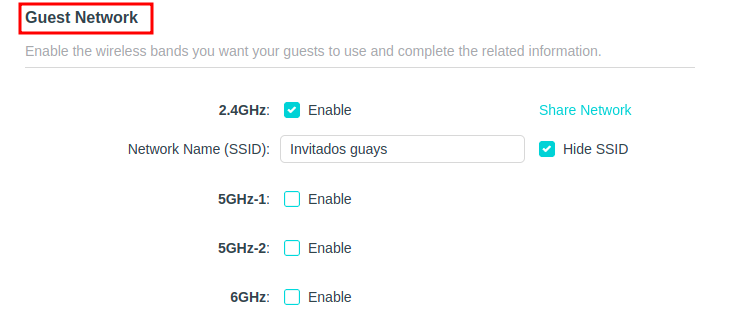 Guest Network
Enable the wireless bands you want your guests to use and complete the related information.
2.4GHz: Enable Share Network
Network Name (SSID): Invitados guays Hide SSID
5GHz-1: Enable
5GHz-2: Enable
6GHz: Enable